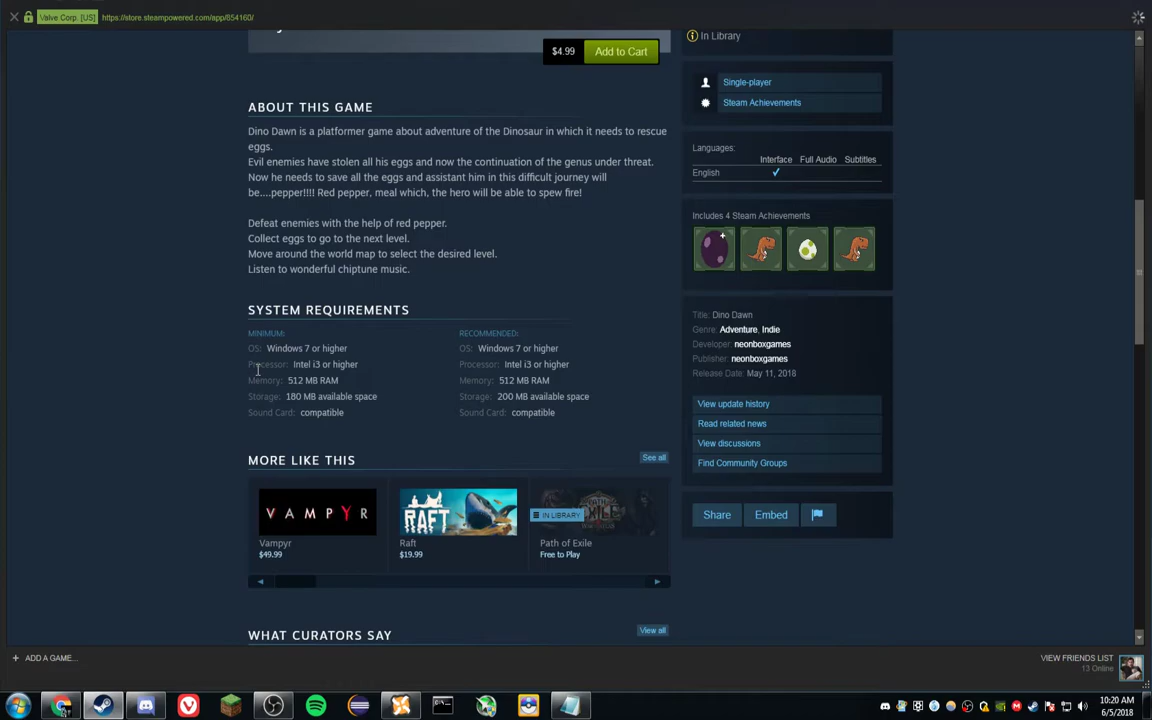 Valve Corp. [US] https://store.steampowered.com/app/854160/
$4.99 Add to Cart
ABOUT THIS GAME
Dino Dawn is a platformer game about adventure of the Dinosaur in which it needs to rescue
eggs.
Evil enemies have stolen all his eggs and now the continuation of the genus under threat.
Now he needs to save all the eggs and assistant him in this difficult journey will
be....pepper!!!! Red pepper, meal which, the hero will be able to spew fire!
Defeat enemies with the help of red pepper.
Collect eggs to go to the next level.
Move around the world map to select the desired level.
Listen to wonderful chiptune music.
SYSTEM REQUIREMENTS
MINIMUM:
OS: Windows 7 or higher
Processor: Intel i3 or higher
Memory: 512 MB RAM
Storage: 180 MB available space
Sound Card: compatible
RECOMMENDED:
OS: Windows 7 or higher
Processor: Intel i3 or higher
Memory: 512 MB RAM
Storage: 200 MB available space
Sound Card: compatible
MORE LIKE THIS
See all
VAMPYR
Vampyr
$49.99
RAFT
Raft
$19.99
IN LIBRARY
Path of Exile
Free to Play
WHAT CURATORS SAY
View all
In Library
Single-player
Steam Achievements
Languages:
Interface Full Audio Subtitles
English ✔
Includes 4 Steam Achievements
Title: Dino Dawn
Genre: Adventure, Indie
Developer: neonboxgames
Publisher: neonboxgames
Release Date: May 11, 2018
View update history
Read related news
View discussions
Find Community Groups
Share Embed
+ ADD A GAME...
VIEW FRIENDS LIST
13 Online
10:20 AM
6/5/2018